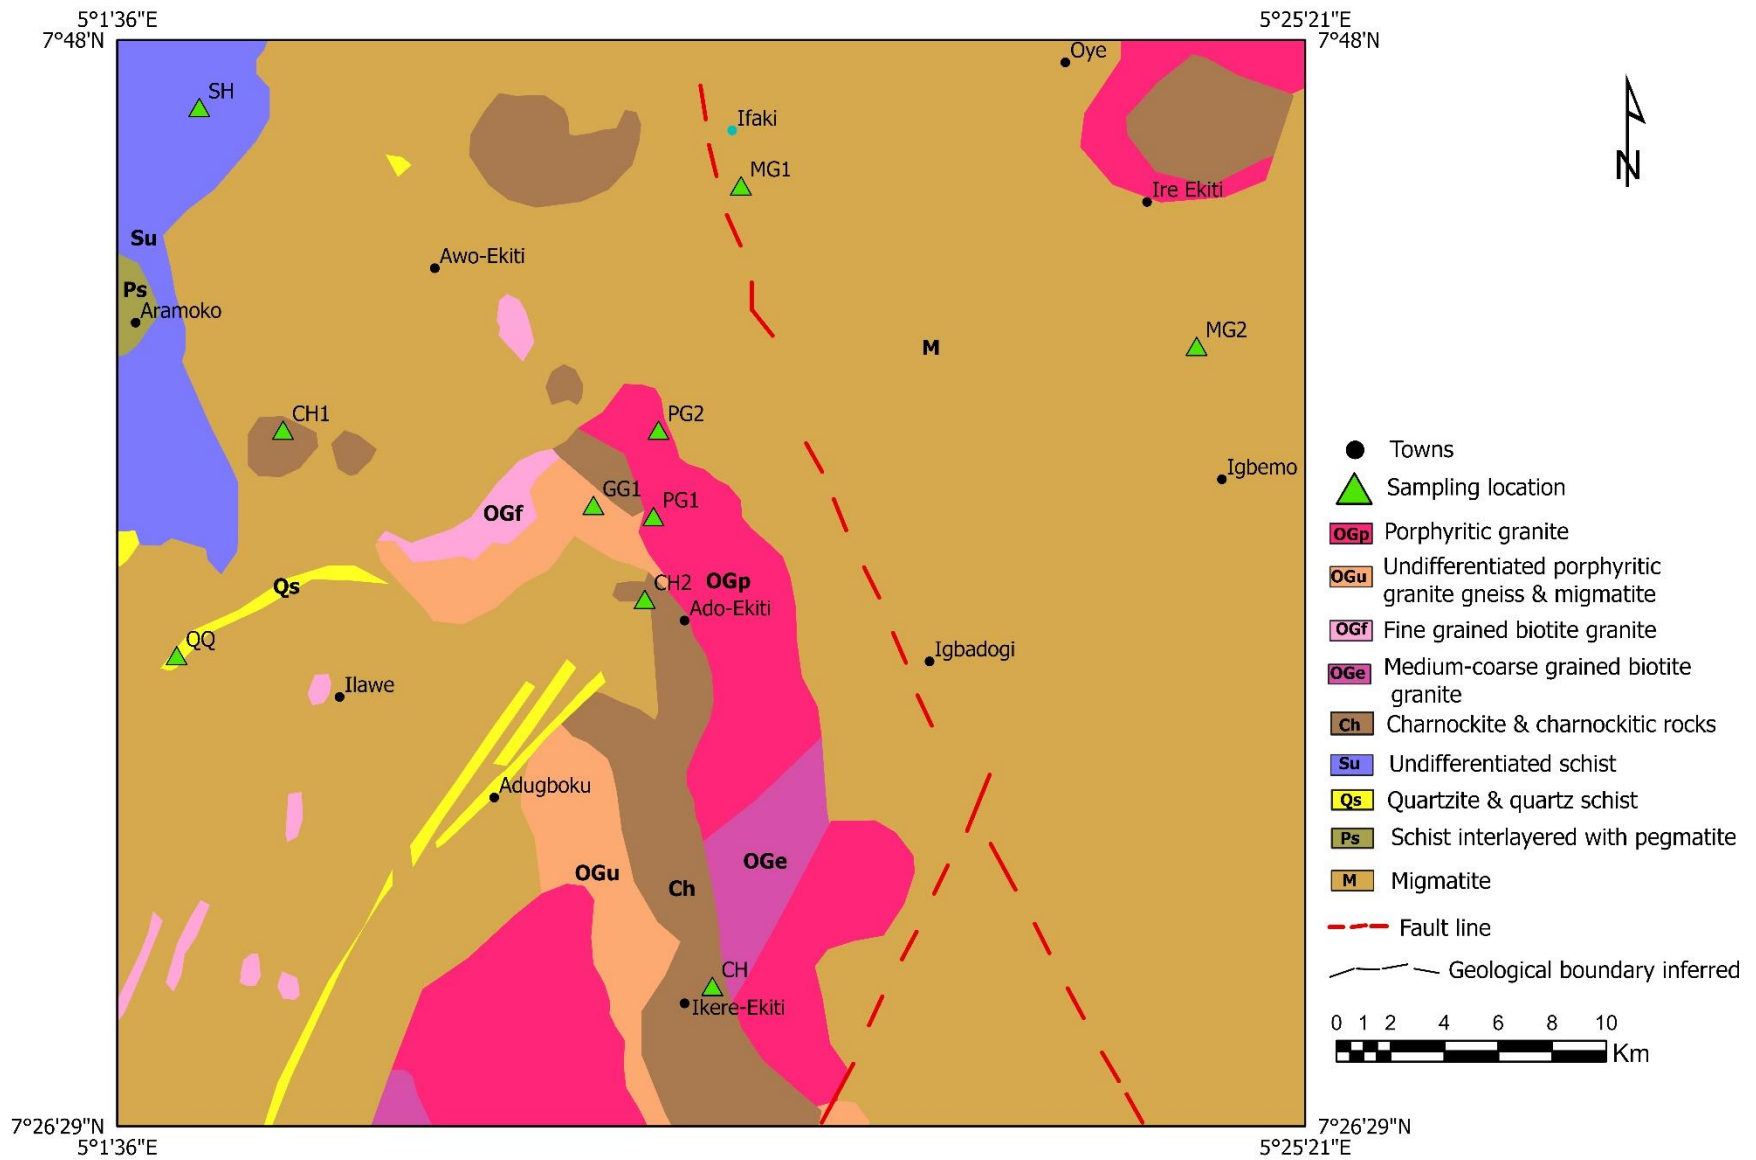 5°1'36"E
5°25'21"E
7°48'N
7°48'N
Oye
SH
Ifaki
MG1
N
Ire Ekiti
Su
Awo-Ekiti
Ps
Aramoko
MG2
M
CH1
PG2
Towns
Igbemo
Sampling location
GG1
PG1
OGf
OGp Porphyritic granite
Undifferentiated porphyritic
OGu
granite gneiss & migmatite
CH2
OGp
Qs
Ado-Ekiti
OGf Fine grained biotite granite
QQ
Igbadogi
Medium-coarse grained biotite
OGe
granite
Ilawe
Ch Charnockite & charnockitic rocks
Su Undifferentiated schist
Adugboku
Qs Quartzite & quartz schist
Ps Schist interlayered with pegmatite
OGe
OGu
Ch
M Migmatite
Fault line
CH
Geological boundary inferred
Ikere-Ekiti
0 1 2 4 6 8 10
Km
7°26'29"N
7°26'29"N
5°1'36"E
5°25'21"E